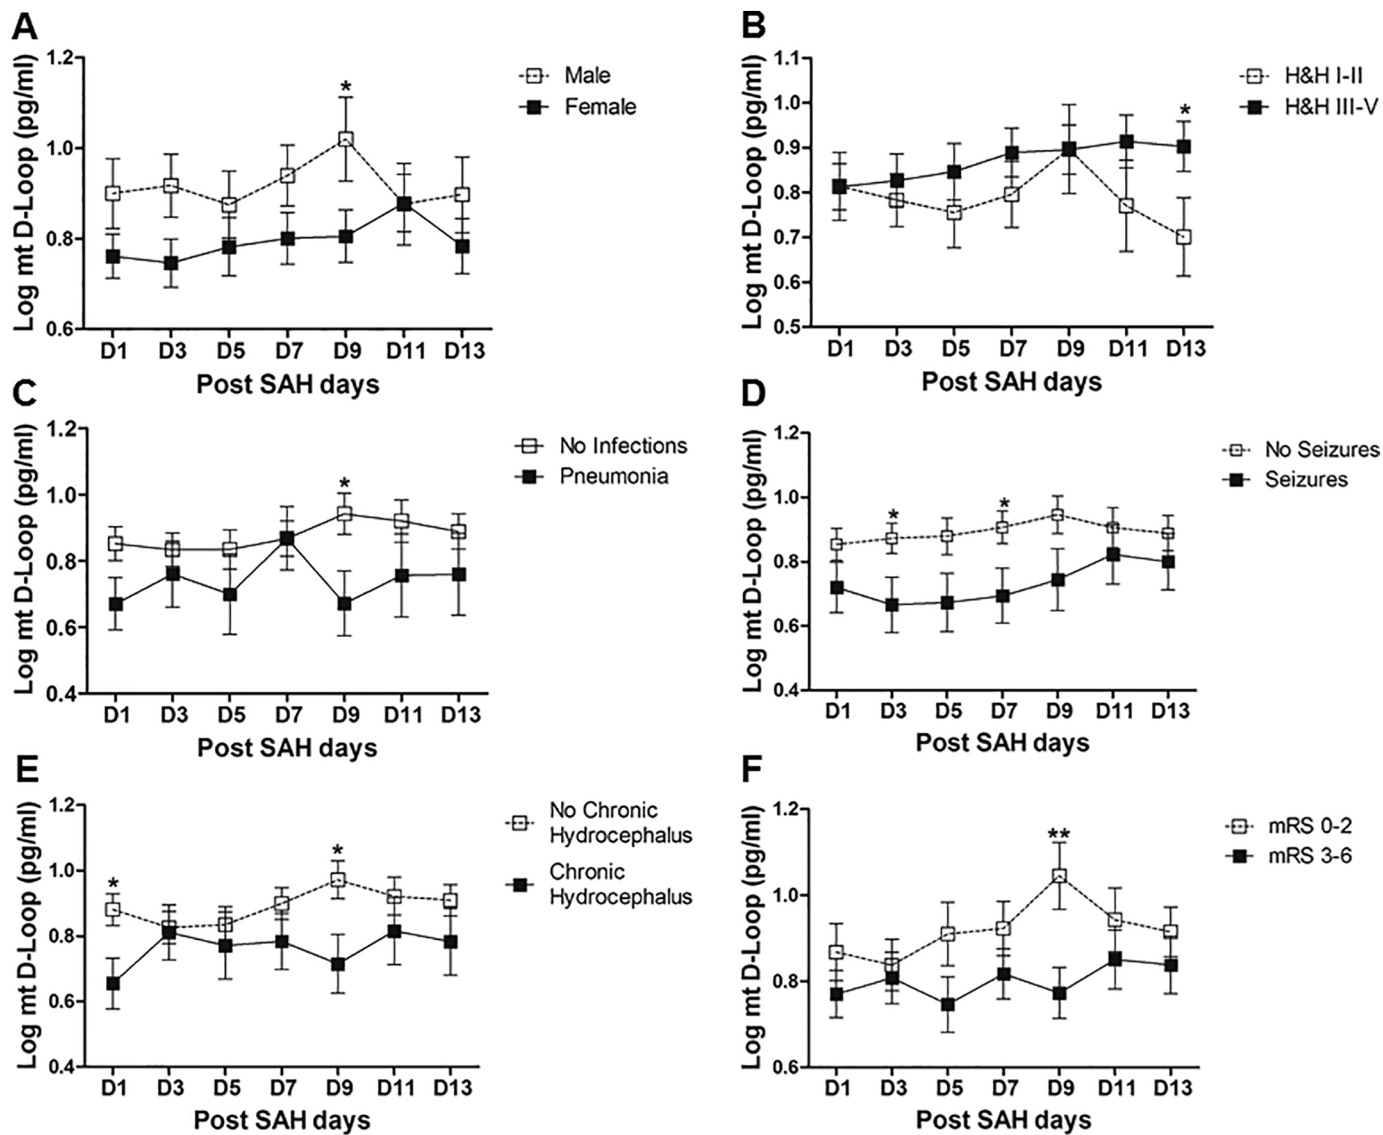 A
Log mt D-Loop (pg/ml)
1.2
1.0
0.8
0.6
*
Male
Female
D1 D3 D5 D7 D9 D11 D13
Post SAH days
B
Log mt D-Loop (pg/ml)
1.1
1.0
0.9
0.8
0.7
0.6
0.5
*
H&H I-II
H&H III-V
D1 D3 D5 D7 D9 D11 D13
Post SAH days
C
Log mt D-Loop (pg/ml)
1.2
1.0
0.8
0.6
0.4
*
No Infections
Pneumonia
D1 D3 D5 D7 D9 D11 D13
Post SAH days
D
Log mt D-Loop (pg/ml)
1.2
1.0
0.8
0.6
0.4
* *
No Seizures
Seizures
D1 D3 D5 D7 D9 D11 D13
Post SAH days
E
Log mt D-Loop (pg/ml)
1.2
1.0
0.8
0.6
0.4
* *
No Chronic
Hydrocephalus
Chronic
Hydrocephalus
D1 D3 D5 D7 D9 D11 D13
Post SAH days
F
Log mt D-Loop (pg/ml)
1.2
1.0
0.8
0.6
**
mRS 0-2
mRS 3-6
D1 D3 D5 D7 D9 D11 D13
Post SAH days